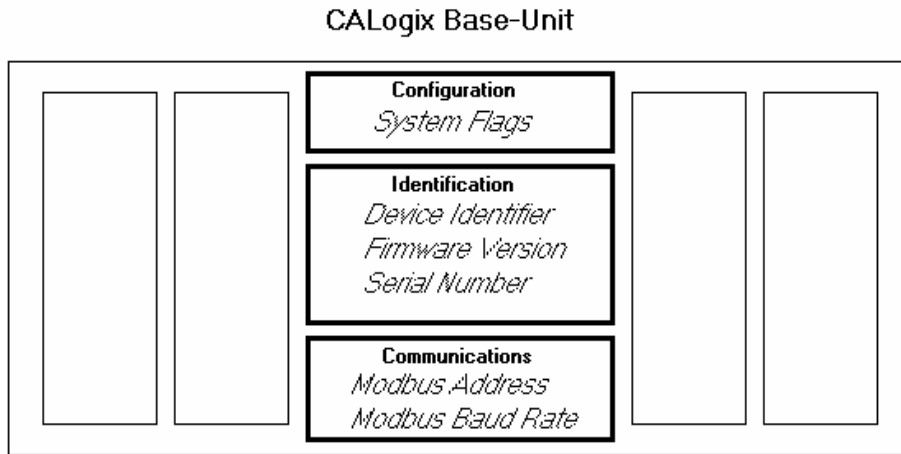 CALogix Base-Unit
Configuration
System Flags
Identification
Device Identifier
Firmware Version
Serial Number
Communications
Modbus Address
Modbus Baud Rate